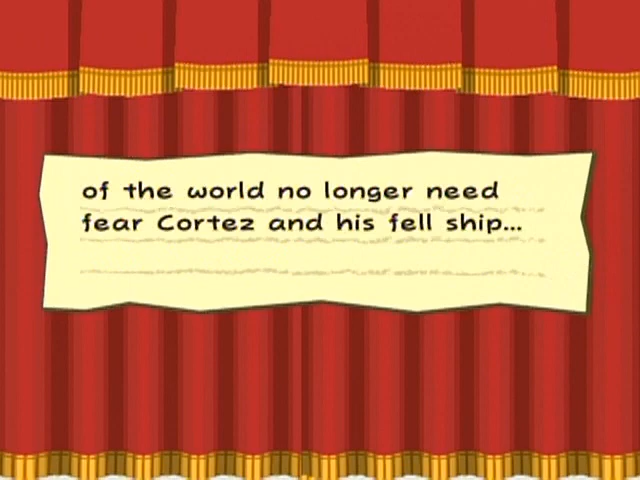 of the world no longer need
fear Cortez and his fell ship...